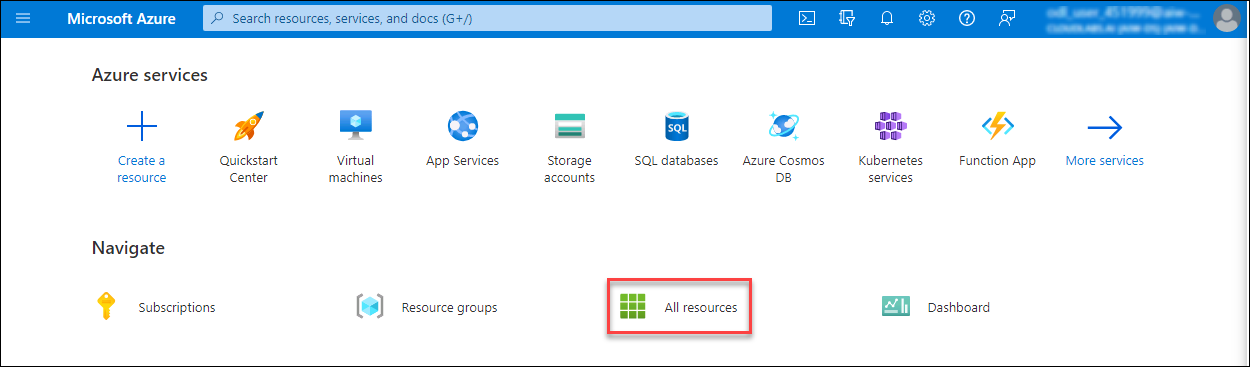 Microsoft Azure
Search resources, services, and docs (G+/)
Azure services
Create a
resource
Quickstart
Center
Virtual
machines
App Services
Storage
accounts
SQL
SQL databases
Azure Cosmos
DB
Kubernetes
services
Function App
More services
Navigate
Subscriptions
Resource groups
All resources
Dashboard